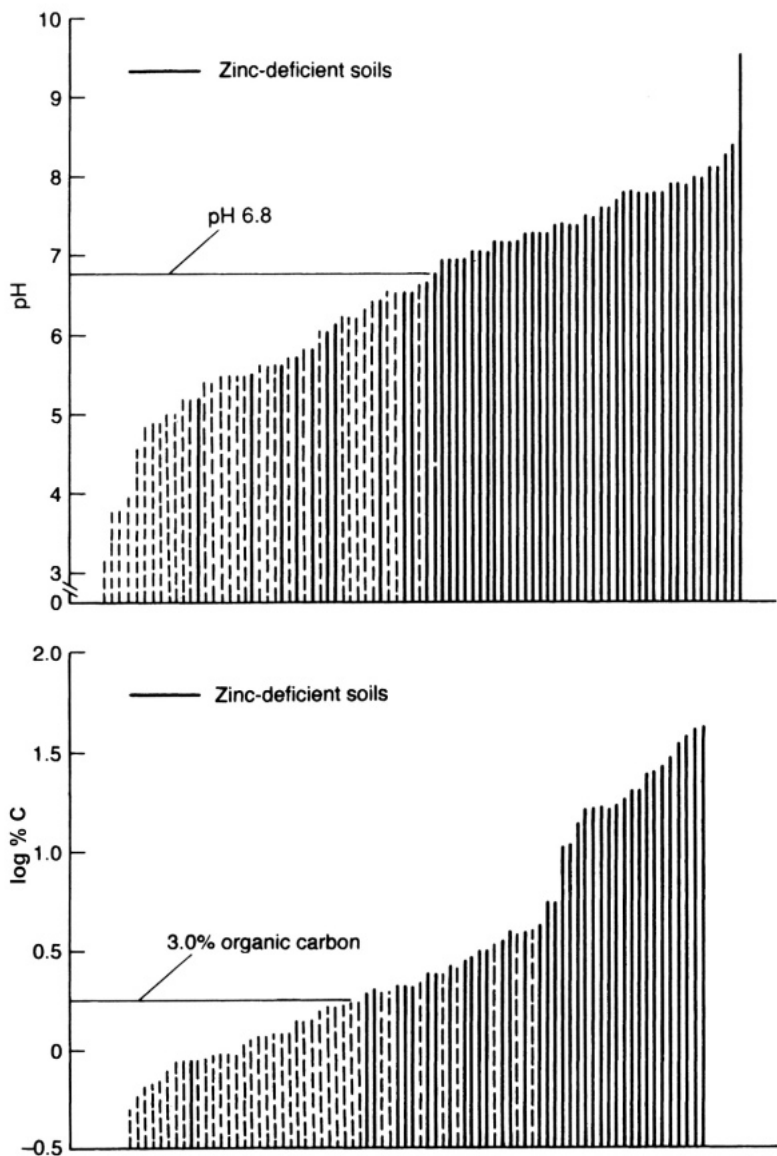 10
Zinc-deficient soils
9
8
pH 6.8
7
pH
6
5
4
3
0
2.0
Zinc-deficient soils
1.5
log % C
1.0
3.0% organic carbon
0.5
0
–0.5